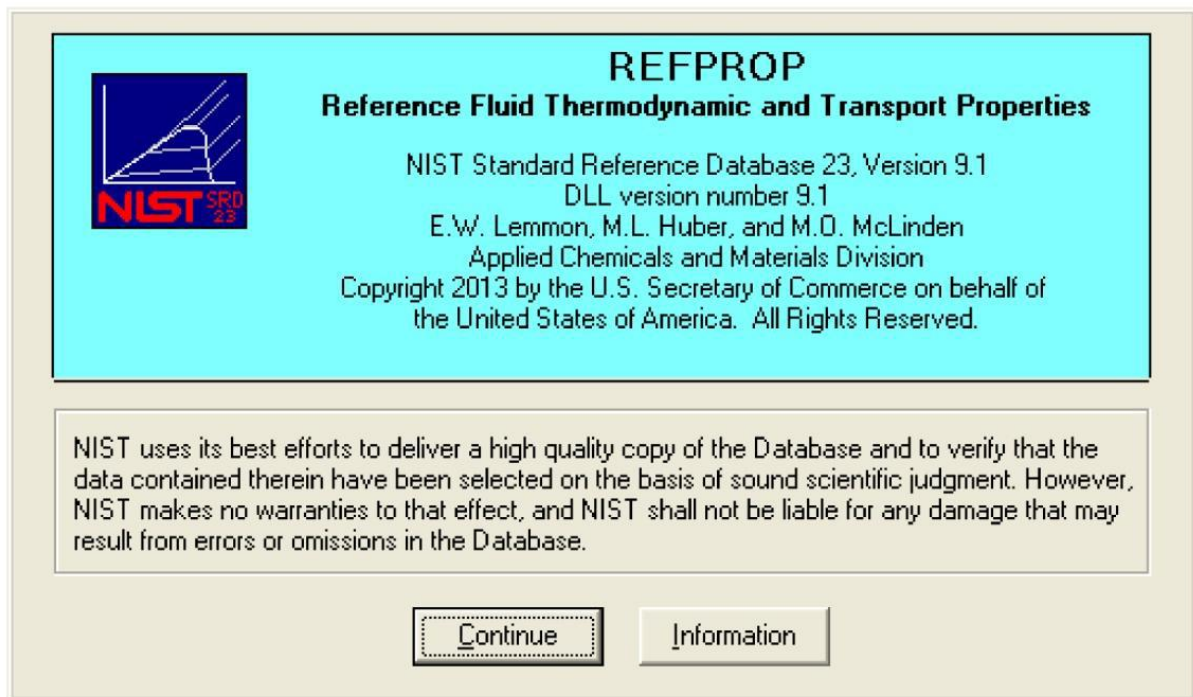 REFPROP
Reference Fluid Thermodynamic and Transport Properties
NIST Standard Reference Database 23, Version 9.1
DLL version number 9.1
E.W. Lemmon, M.L. Huber, and M.O. McLinden
Applied Chemicals and Materials Division
Copyright 2013 by the U.S. Secretary of Commerce on behalf of
the United States of America.  All Rights Reserved.
NIST SRD
23
NIST uses its best efforts to deliver a high quality copy of the Database and to verify that the
data contained therein have been selected on the basis of sound scientific judgment. However,
NIST makes no warranties to that effect, and NIST shall not be liable for any damage that may
result from errors or omissions in the Database.
Continue
Information